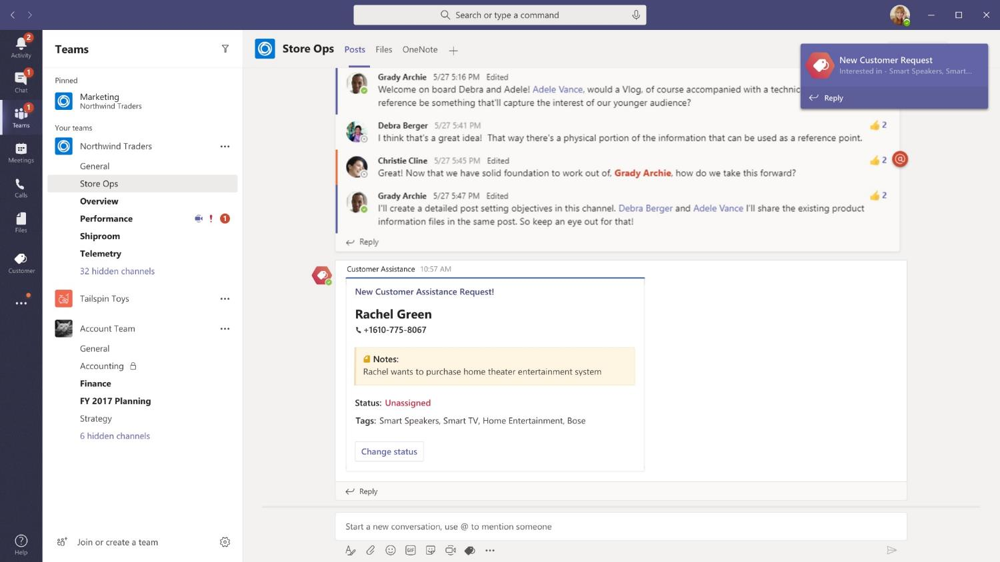 Search or type a command
Activity
2
Chat
1
Teams
1
Meetings
Calls
Files
Customer
Help
Teams
Pinned
Marketing
Northwind Traders
Your teams
Northwind Traders
General
Store Ops
Overview
Performance
! 1
Shiproom
Telemetry
32 hidden channels
Tailspin Toys
Account Team
General
Accounting
Finance
FY 2017 Planning
Strategy
6 hidden channels
Join or create a team
Store Ops Posts Files OneNote
New Customer Request
Interested in - Smart Speakers, Smart...
Reply
Grady Archie 5/27 5:16 PM Edited
Welcome on board Debra and Adele! Adele Vance, would a Vlog, of course accompanied with a technic
reference be something that'll capture the interest of our younger audience?
Debra Berger 5/27 5:41 PM
2
I think that's a great idea! That way there's a physical portion of the information that can be used as a reference point.
Christie Cline 5/27 5:45 PM Edited
2 @
Great! Now that we have solid foundation to work out of, Grady Archie, how do we take this forward?
Grady Archie 5/27 5:47 PM Edited
2
I'll create a detailed post setting objectives in this channel. Debra Berger and Adele Vance I'll share the existing product
information files in the same post. So keep an eye out for that!
Reply
Customer Assistance 10:57 AM
New Customer Assistance Request!
Rachel Green
+1610-775-8067
Notes:
Rachel wants to purchase home theater entertainment system
Status: Unassigned
Tags: Smart Speakers, Smart TV, Home Entertainment, Bose
Change status
Reply
Start a new conversation, use @ to mention someone
GIF